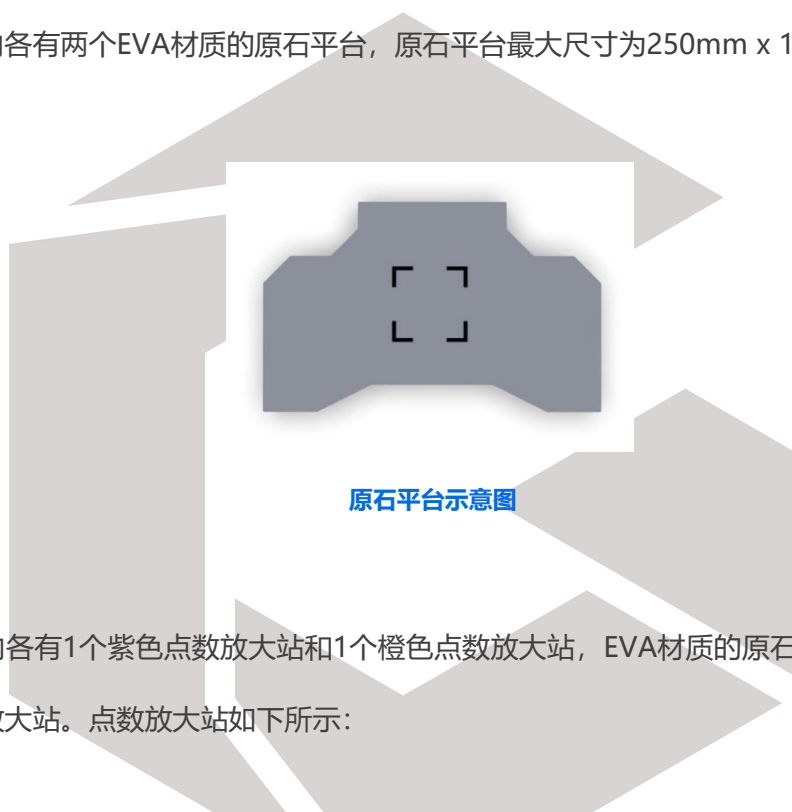 各有两个EVA材质的原石平台，原石平台最大尺寸为250mm x 1
原石平台示意图
各有1个紫色点数放大站和1个橙色点数放大站，EVA材质的原石
放大站。点数放大站如下所示：